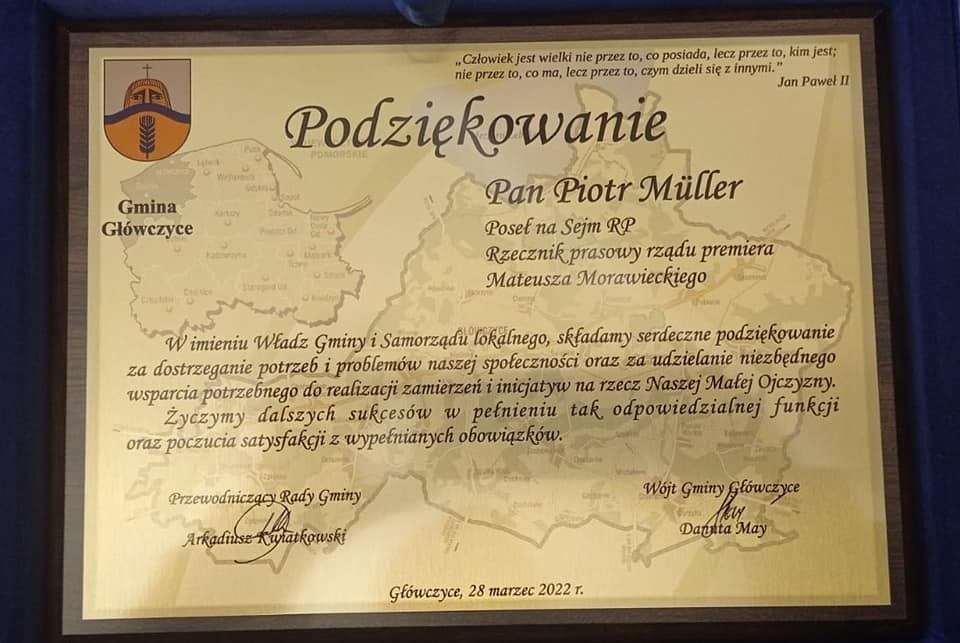 „Człowiek jest wielki nie przez to, co posiada, lecz przez to, kim jest;
nie przez to, co ma, lecz przez to, czym dzieli się z innymi.”
Jan Paweł II
Podziękowanie
Gmina
Główczyce
Pan Piotr Müller
Poseł na Sejm RP
Rzecznik prasowy rządu premiera
Mateusza Morawieckiego
POMORSKIE
GŁÓWCZYCE
W imieniu Władz Gminy i Samorządu lokalnego, składamy serdeczne podziękowanie
za dostrzeganie potrzeb i problemów naszej społeczności oraz za udzielanie niezbędnego
wsparcia potrzebnego do realizacji zamierzeń i inicjatyw na rzecz Naszej Małej Ojczyzny.
Życzymy dalszych sukcesów w pełnieniu tak odpowiedzialnej funkcji
oraz poczucia satysfakcji z wypełnianych obowiązków.
Przewodniczący Rady Gminy
Arkadiusz Kwiatkowski
Wójt Gminy Główczyce
Danuta May
Główczyce, 28 marzec 2022 r.